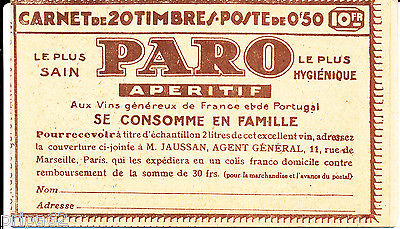 CARNET DE 20 TIMBRES-POSTE DE 0'50 10FR
LE PLUS SAIN
PARO
LE PLUS HYGIÉNIQUE
APERITIF
Aux Vins généreux de France et de Portugal
SE CONSOMME EN FAMILLE
Pour recevoir à titre d'échantillon 2 litres de cet excellent vin, adressez
la couverture ci-jointe à M. JAUSSAN, AGENT GÉNÉRAL, 11, rue de
Marseille, Paris, qui les expédiera en un colis franco domicile contre
remboursement de la somme de 30 frs. (pour la marchandise et l'avance du postal)
Nom
Adresse